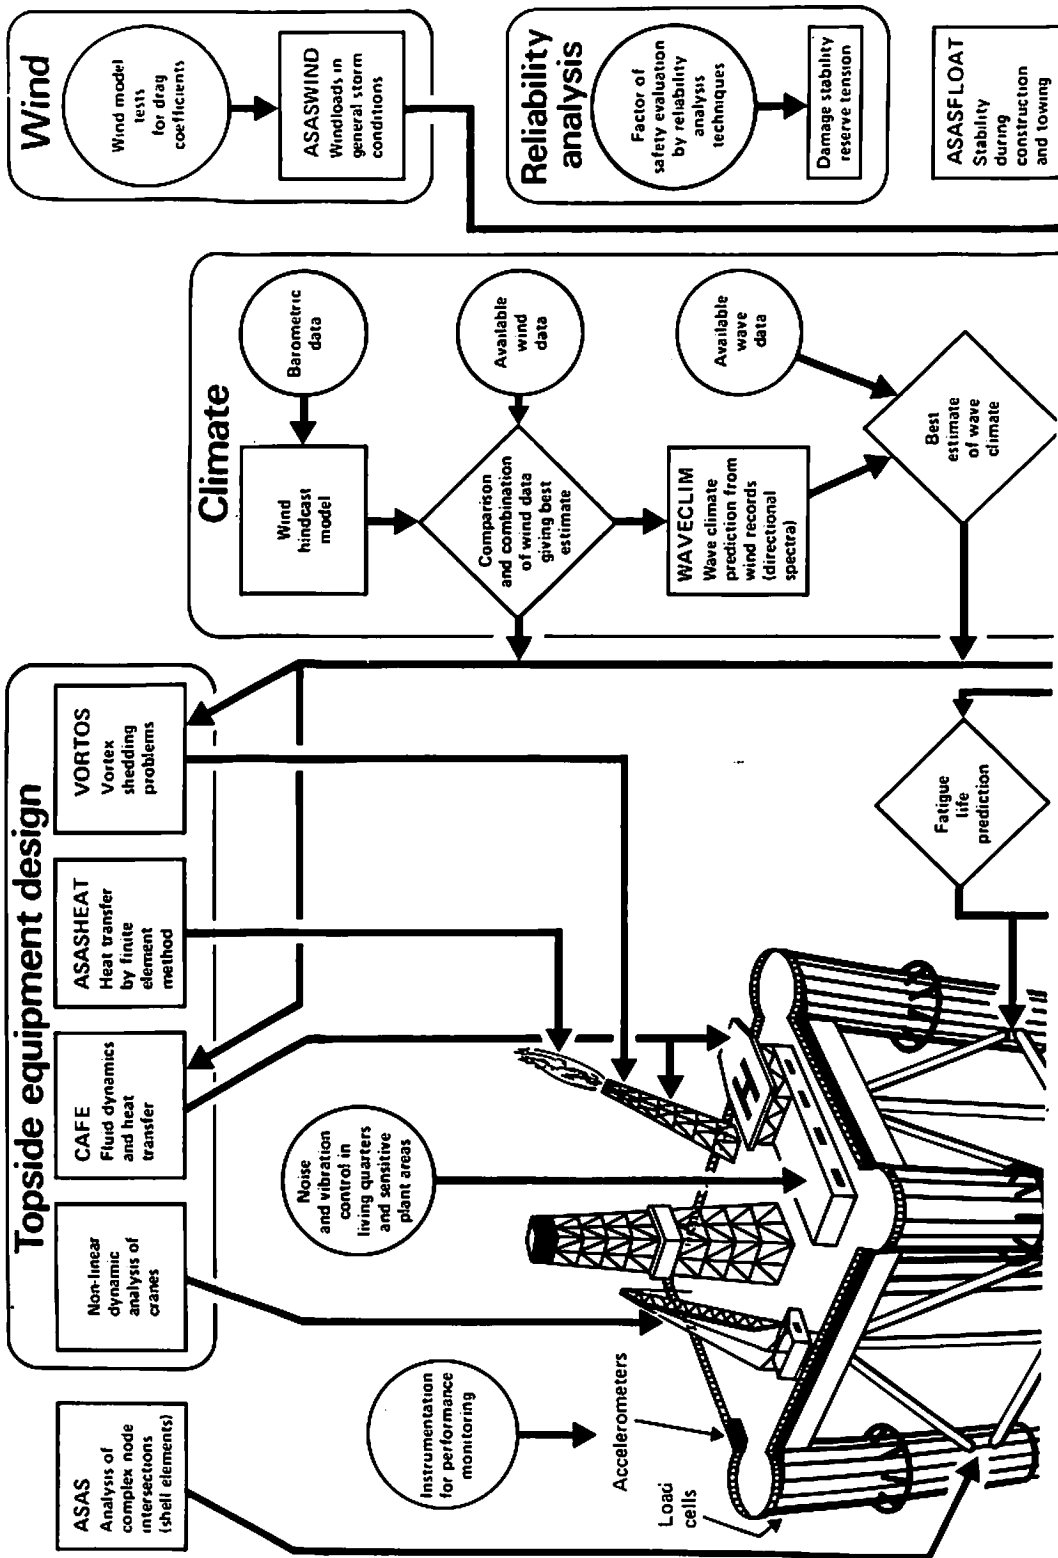 ASAS
Analysis of
complex node
intersections
(shell elements)
Topside equipment design
Non-linear
dynamic
analysis of
cranes
CAFE
Fluid dynamics
and heat
transfer
ASASHEAT
Heat transfer
by finite
element
method
VORTOS
Vortex
shedding
problems
Wind
Wind model
tests
for drag
coefficients
ASASWIND
Windloads in
general storm
conditions
Climate
Barometric
data
Wind
hindcast
model
Available
wind
data
Comparison
and combination
of wind data
giving best
estimate
WAVECLIM
Wave climate
prediction from
wind records
(directional
spectra)
Available
wave
data
Best
estimate
of wave
climate
Reliability
analysis
Factor of
safety evaluation
by reliability
analysis
techniques
Damage stability
reserve tension
ASASFLOAT
Stability
during
construction
and towing
Instrumentation
for performance
monitoring
Noise
and vibration
control in
living quarters
and sensitive
plant areas
Accelerometers
Load
cells
H
Fatigue
life
prediction